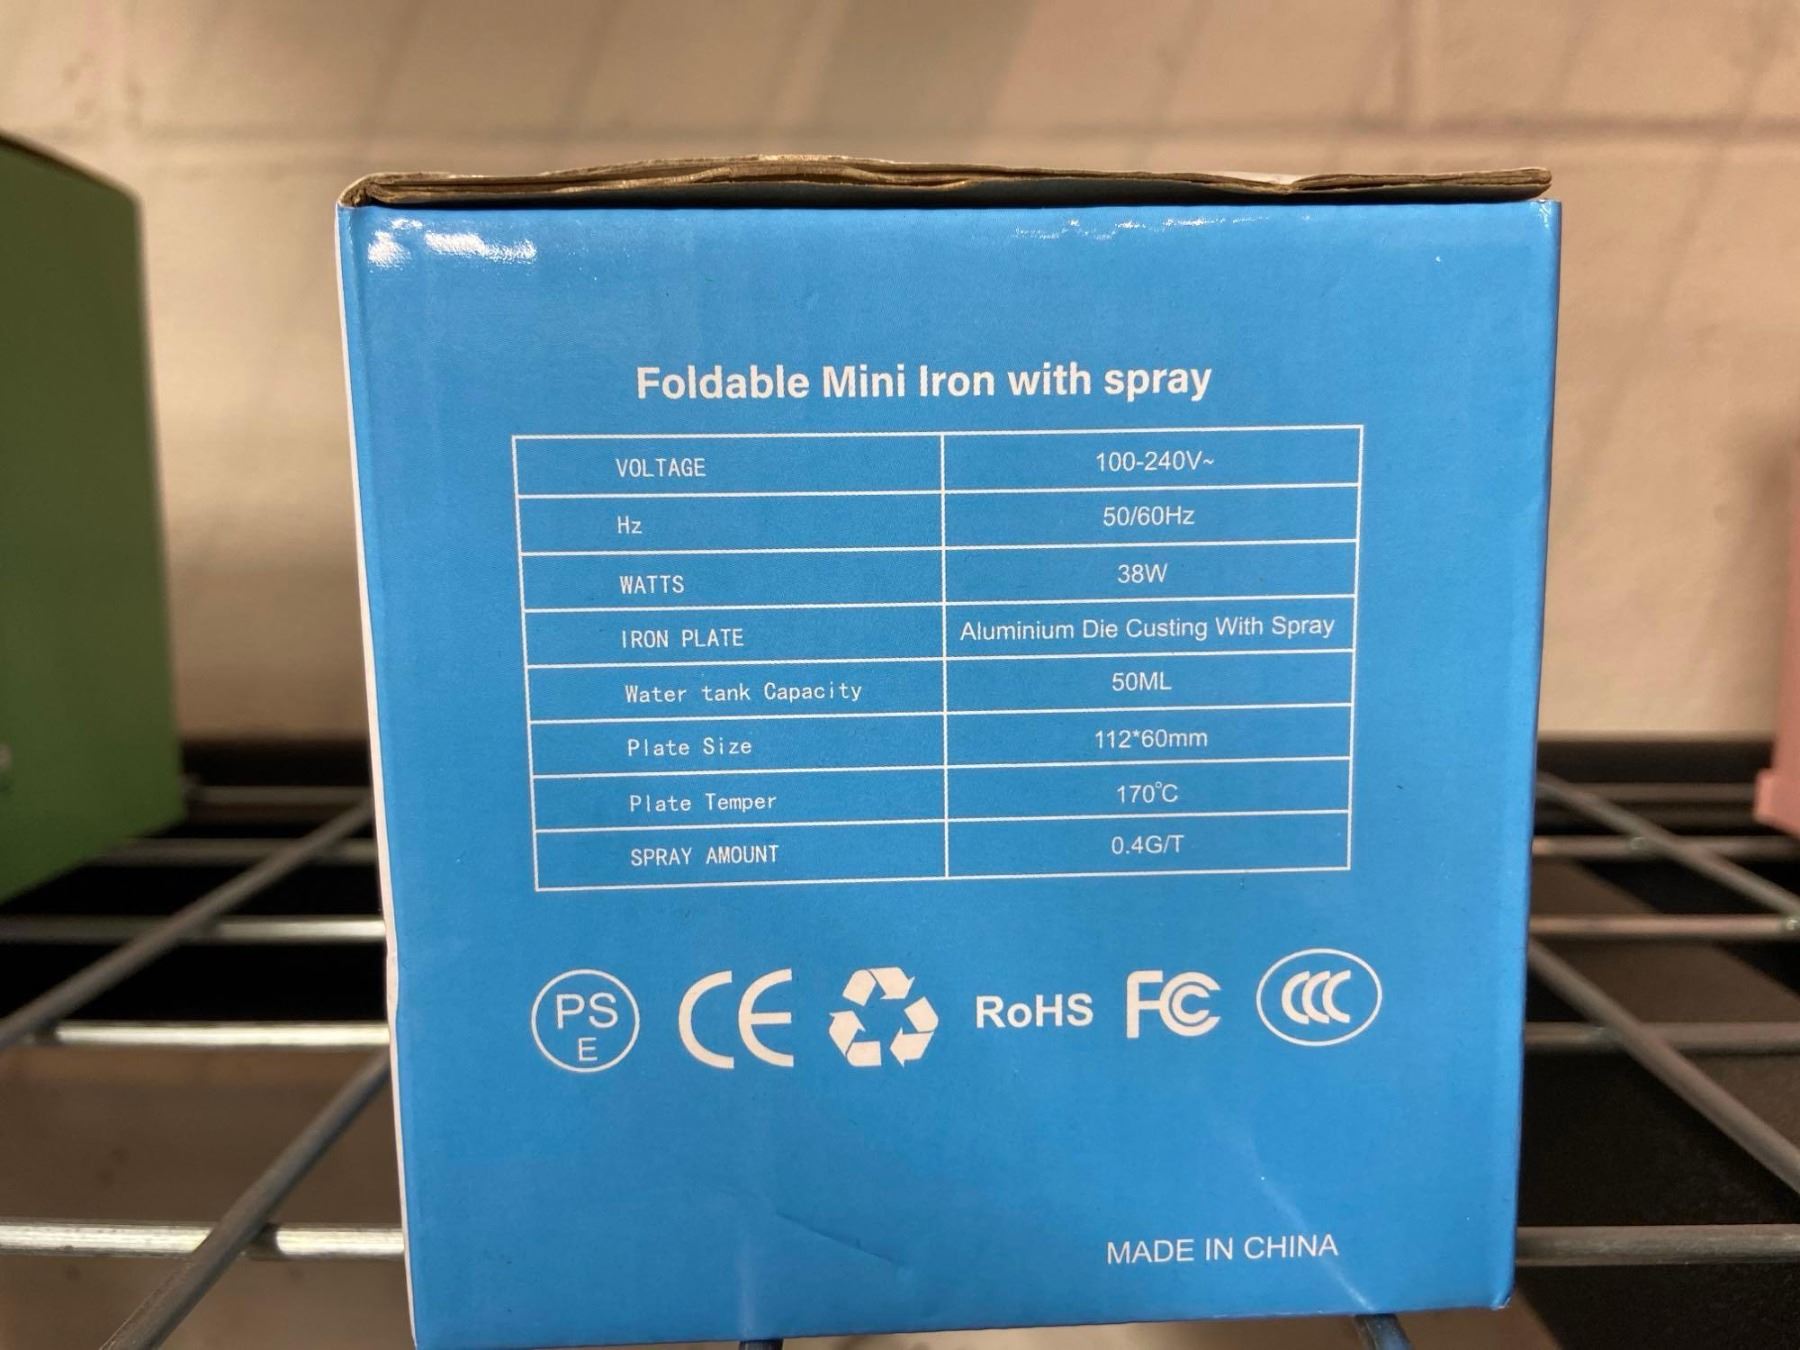 Foldable Mini Iron with spray
VOLTAGE 100-240V~
Hz 50/60Hz
WATTS 38W
IRON PLATE Aluminium Die Custing With Spray
Water tank Capacity 50ML
Plate Size 112*60mm
Plate Temper 170℃
SPRAY AMOUNT 0.4G/T
PS
E
CE RoHS FC CCC
MADE IN CHINA